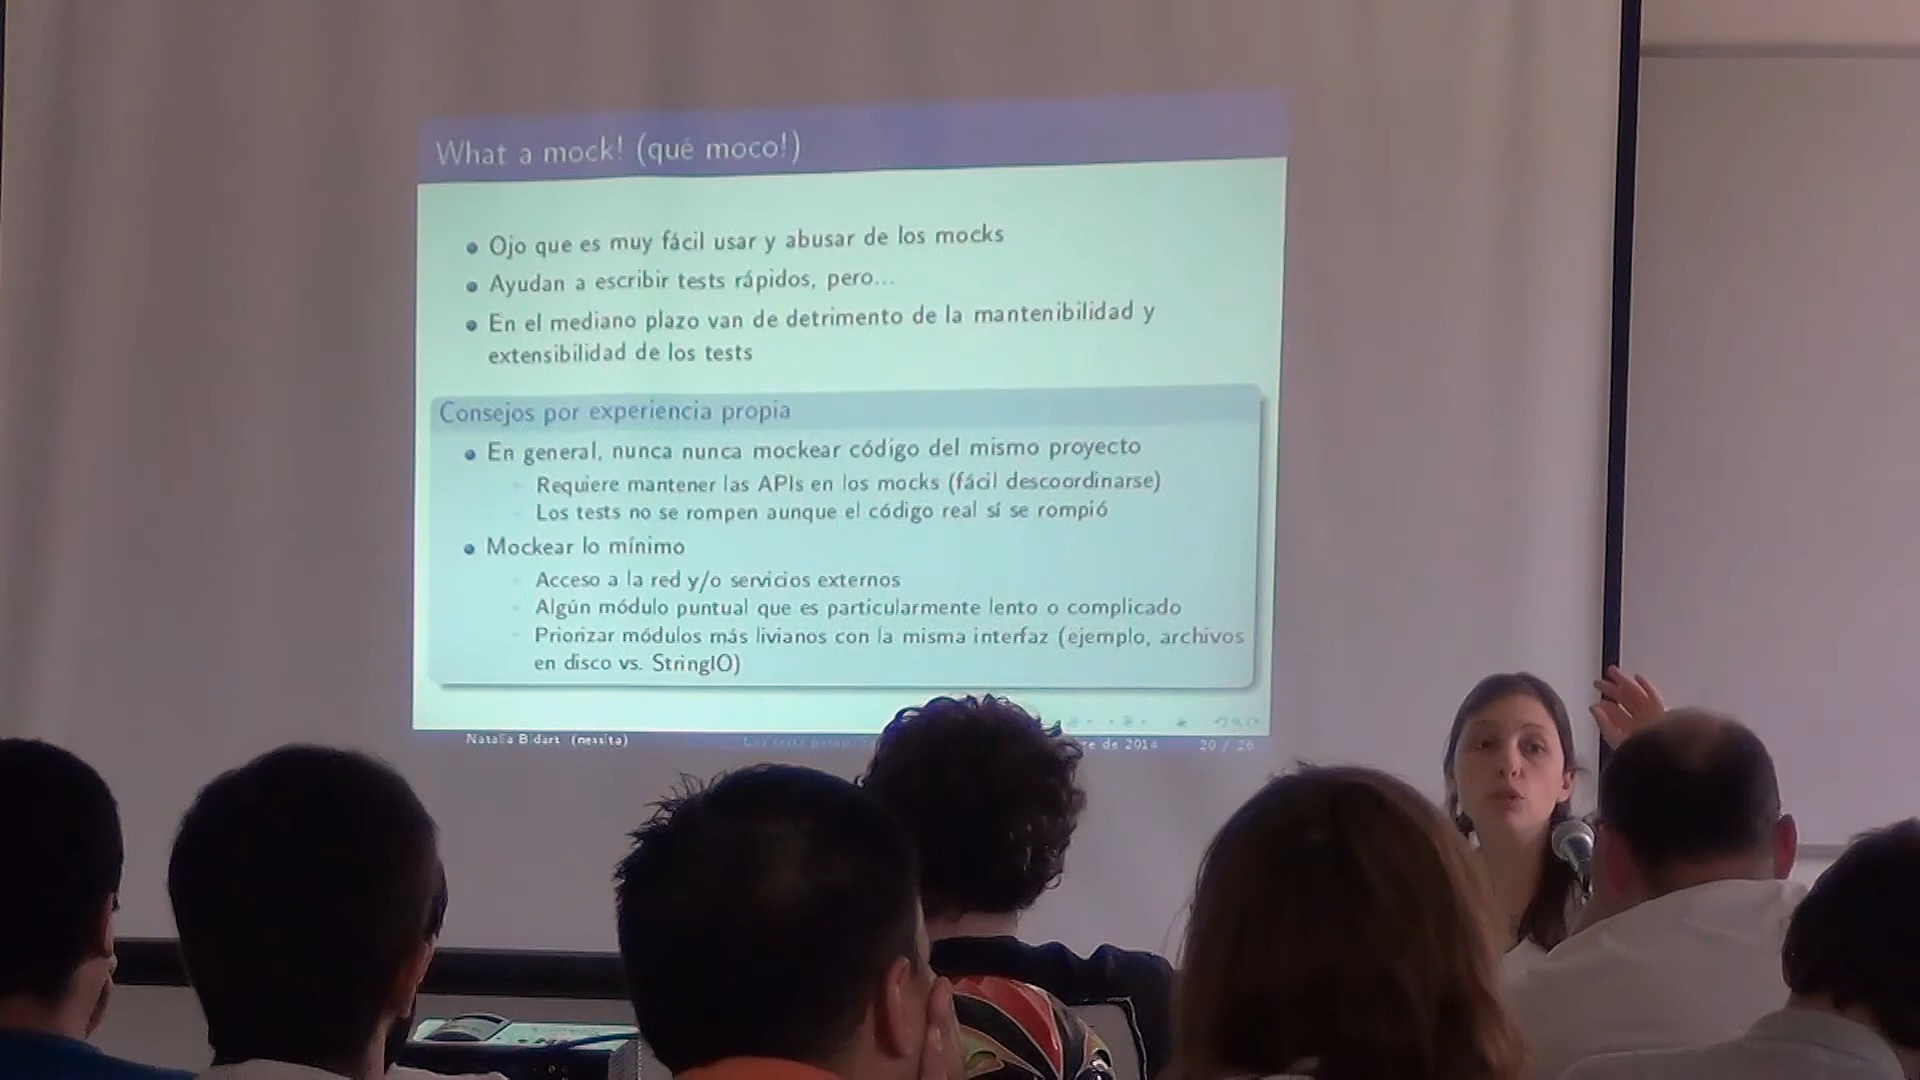 What a mock! (qué moco!)
Ojo que es muy fácil usar y abusar de los mocks
Ayudan a escribir tests rápidos, pero...
En el mediano plazo van de detrimento de la mantenibilidad y
extensibilidad de los tests
Consejos por experiencia propia
En general, nunca nunca mockear código del mismo proyecto
Requiere mantener las APIs en los mocks (fácil descoordinarse)
Los tests no se rompen aunque el código real sí se rompió
Mockear lo mínimo
Acceso a la red y/o servicios externos
Algún módulo puntual que es particularmente lento o complicado
Priorizar módulos más livianos con la misma interfaz (ejemplo, archivos
en disco vs. StringIO)
Natalia Bidart (nessita) Los tests de 2014 20 / 26